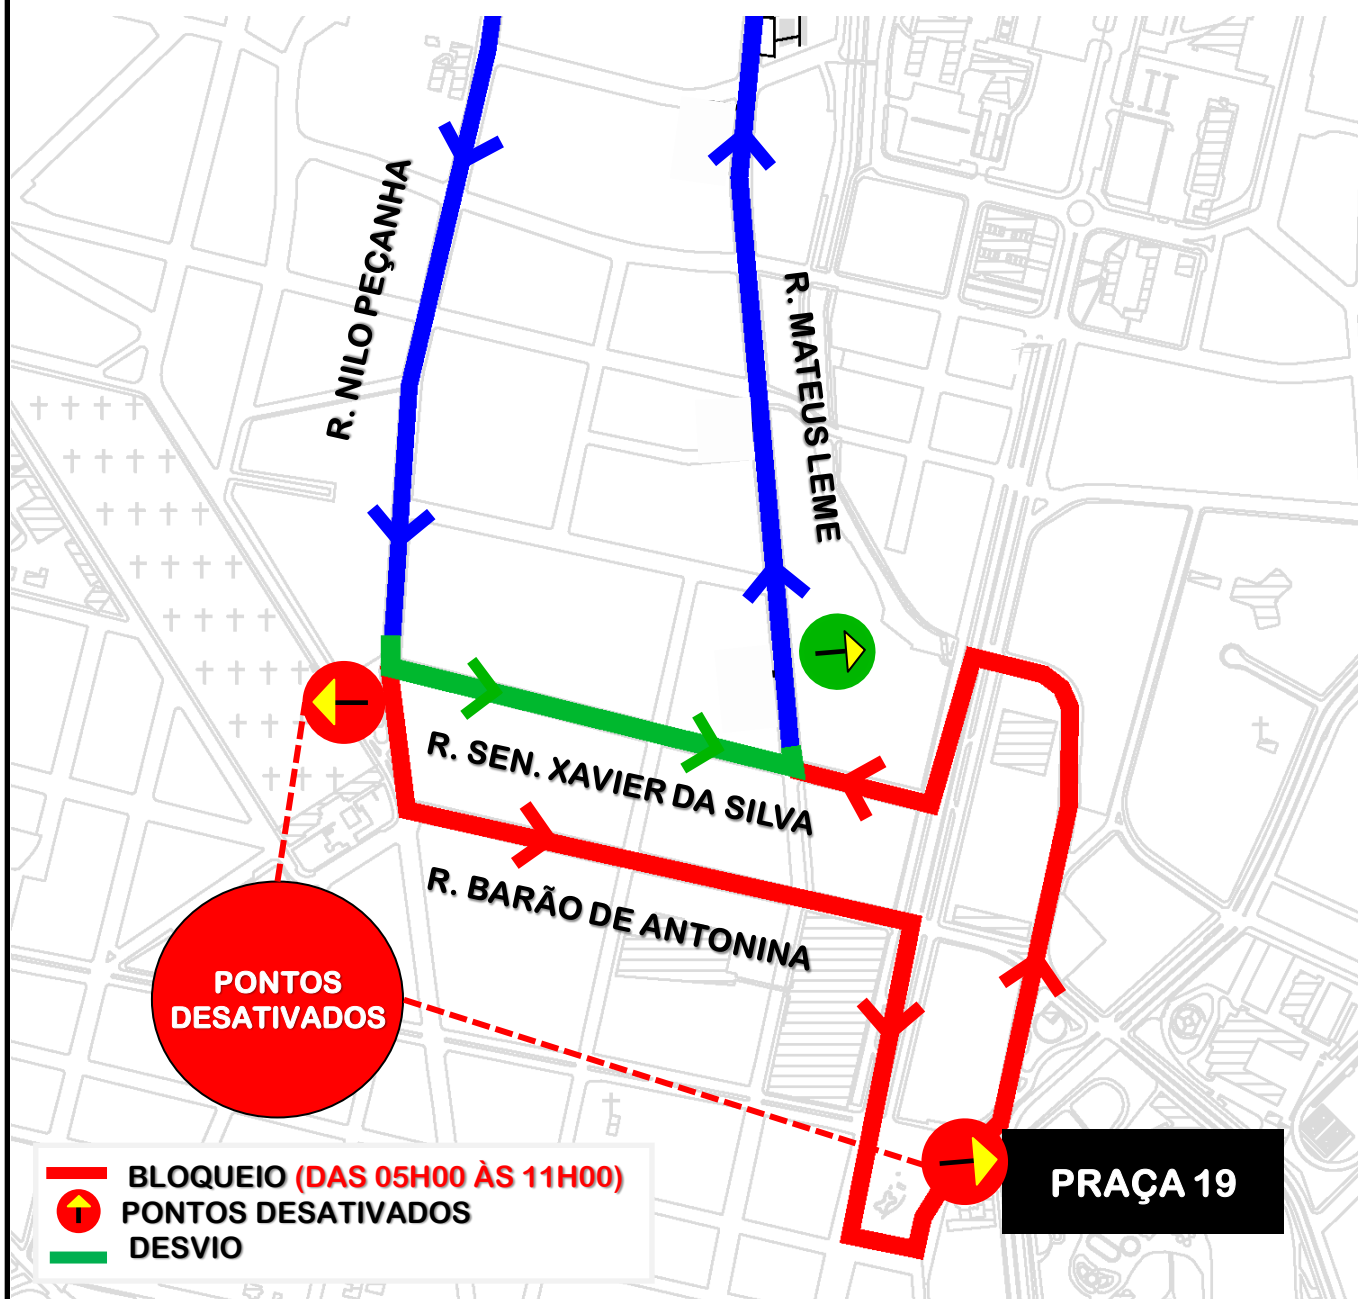 R. NILO PEÇANHA
R. MATEUS LEME
R. SEN. XAVIER DA SILVA
R. BARÃO DE ANTONINA
PONTOS
DESATIVADOS
PRAÇA 19
BLOQUEIO (DAS 05H00 ÀS 11H00)
PONTOS DESATIVADOS
DESVIO